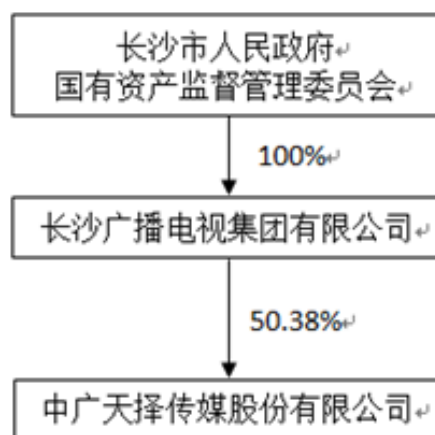 长沙市人民政府
国有资产监督管理委员会
100%
长沙广播电视集团有限公司
50.38%
中广天择传媒股份有限公司